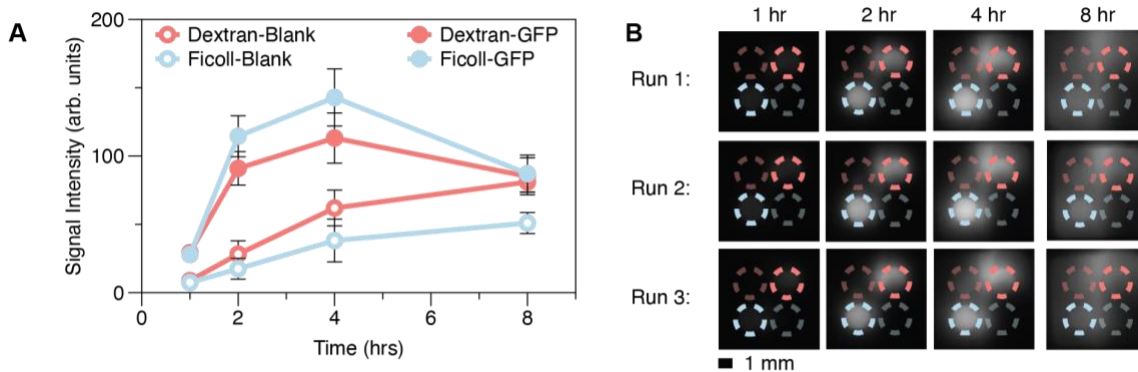 A
200
100
0
Signal Intensity (arb. units)
Dextran-Blank
Ficoll-Blank
Dextran-GFP
Ficoll-GFP
0 2 4 6 8
Time (hrs)
B
1 hr 2 hr 4 hr 8 hr
Run 1:
Run 2:
Run 3:
1 mm